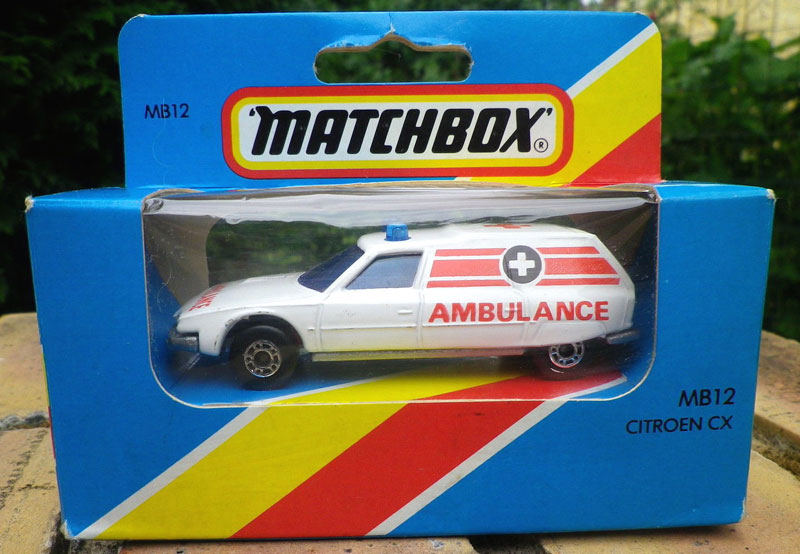 MB12
'MATCHBOX'®
AMBULANCE
MB12
CITROEN CX